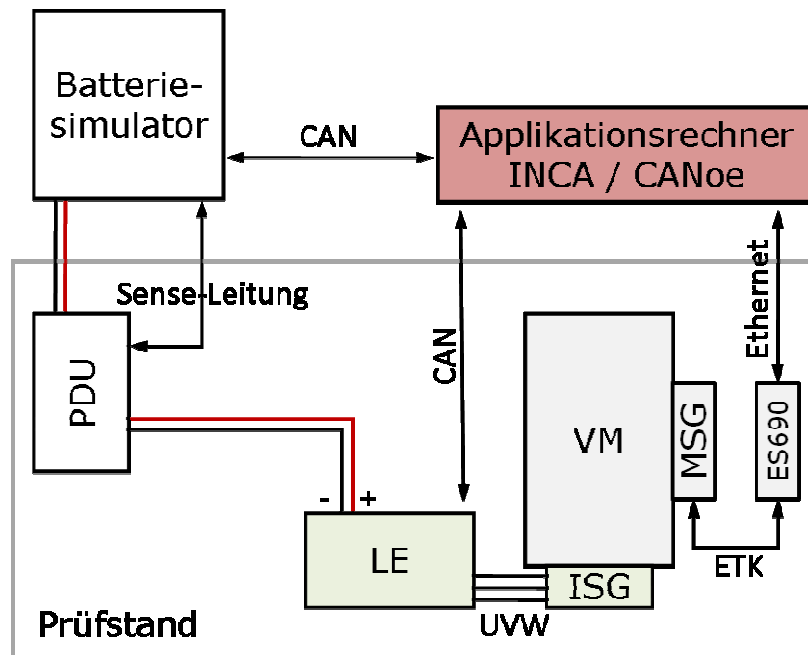 Batterie-
simulator
CAN
Applikationsrechner
INCA / CANoe
Sense-Leitung
CAN
Ethernet
PDU
VM
MSG
ES690
- +
LE
ISG
ETK
UVW
Prüfstand